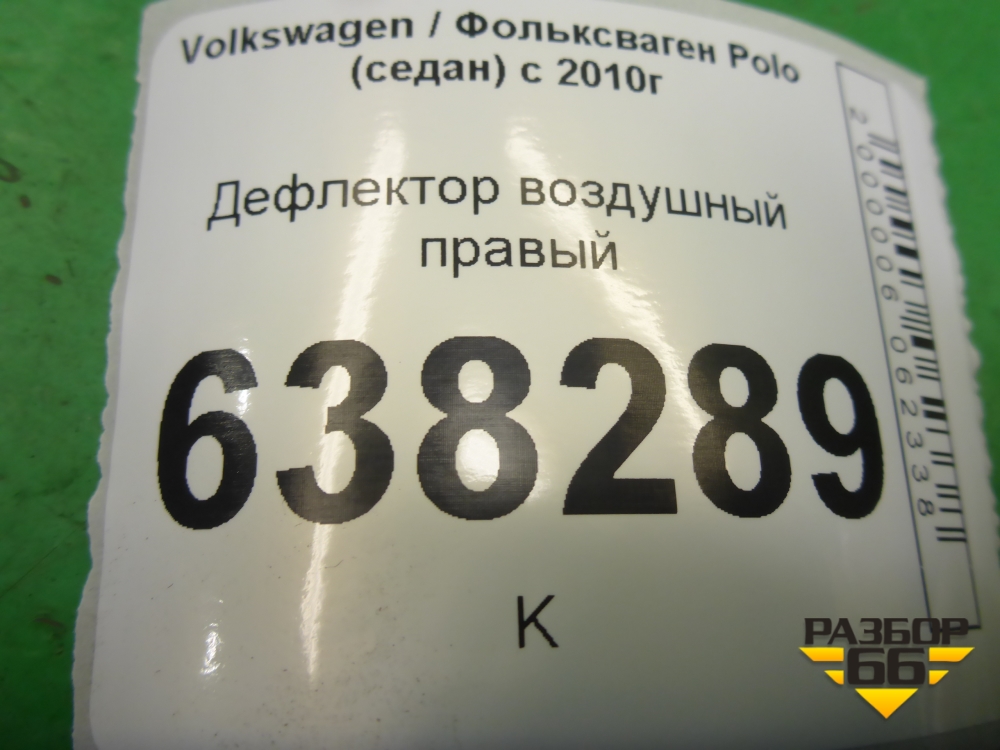 Volkswagen / Фольксваген Polo
(седан) с 2010г
Дефлектор воздушный
правый
638289
К
2000006062338
РАЗБОР
66